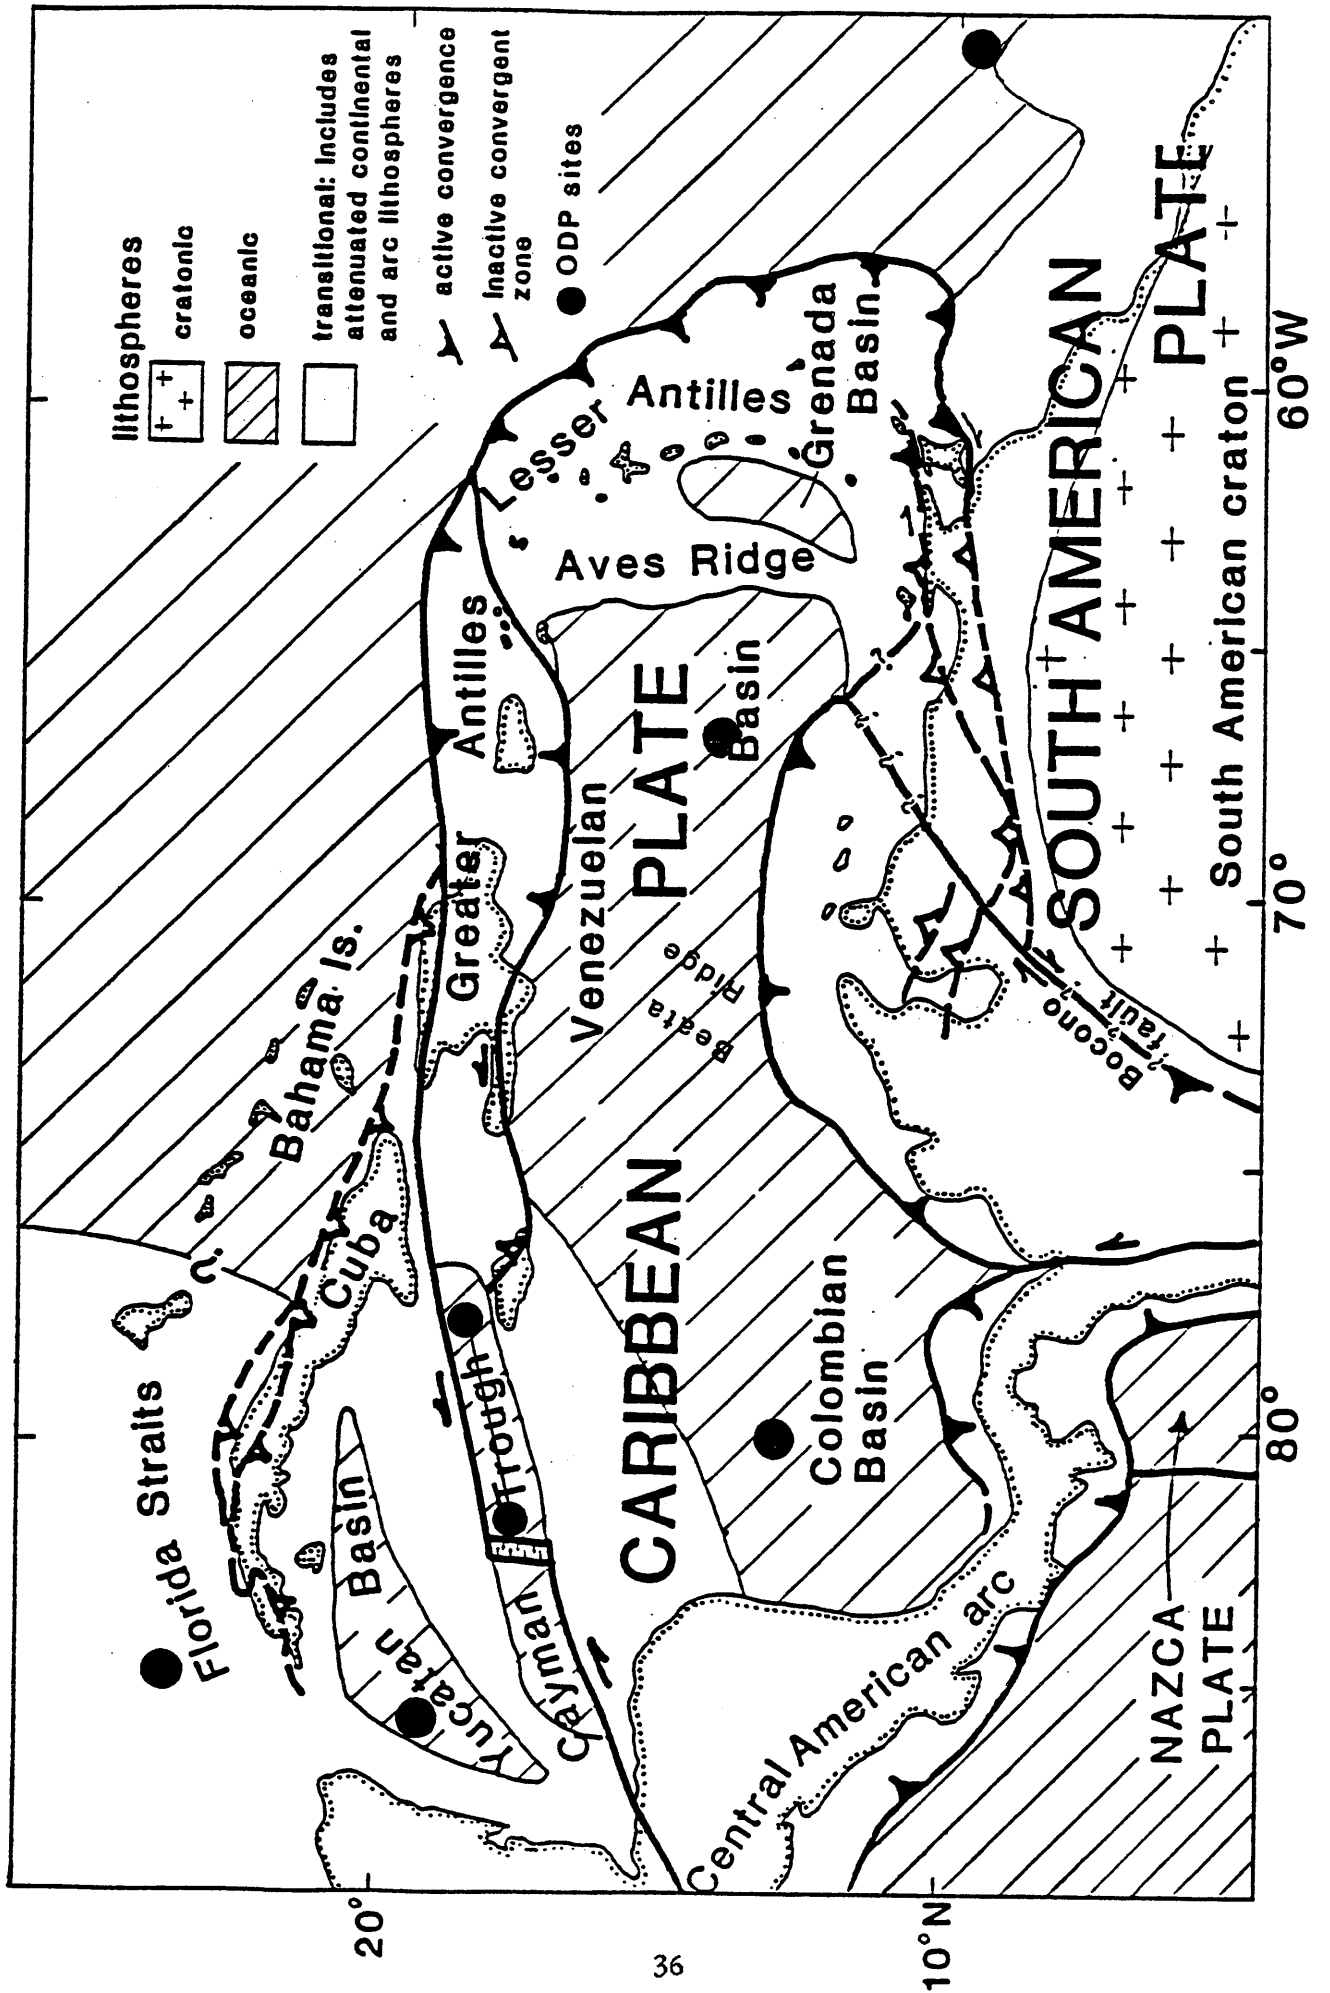 lithospheres
cratonic
oceanic
transitional: includes
attenuated continental
and arc lithospheres
active convergence
inactive convergent
zone
ODP sites
Florida Straits
Bahama Is.
?
Cuba
Yucatan Basin
Cayman Trough
Greater Antilles
Lesser Antilles
Aves Ridge
Grenada
Basin
Venezuelan
Basin
Beata
Ridge
CARIBBEAN PLATE
Colombian
Basin
Central American arc
Bocono
fault
? ?
NAZCA
PLATE
SOUTH AMERICAN
PLATE
South American craton
20°
10°N
80°
70°
60°W
36